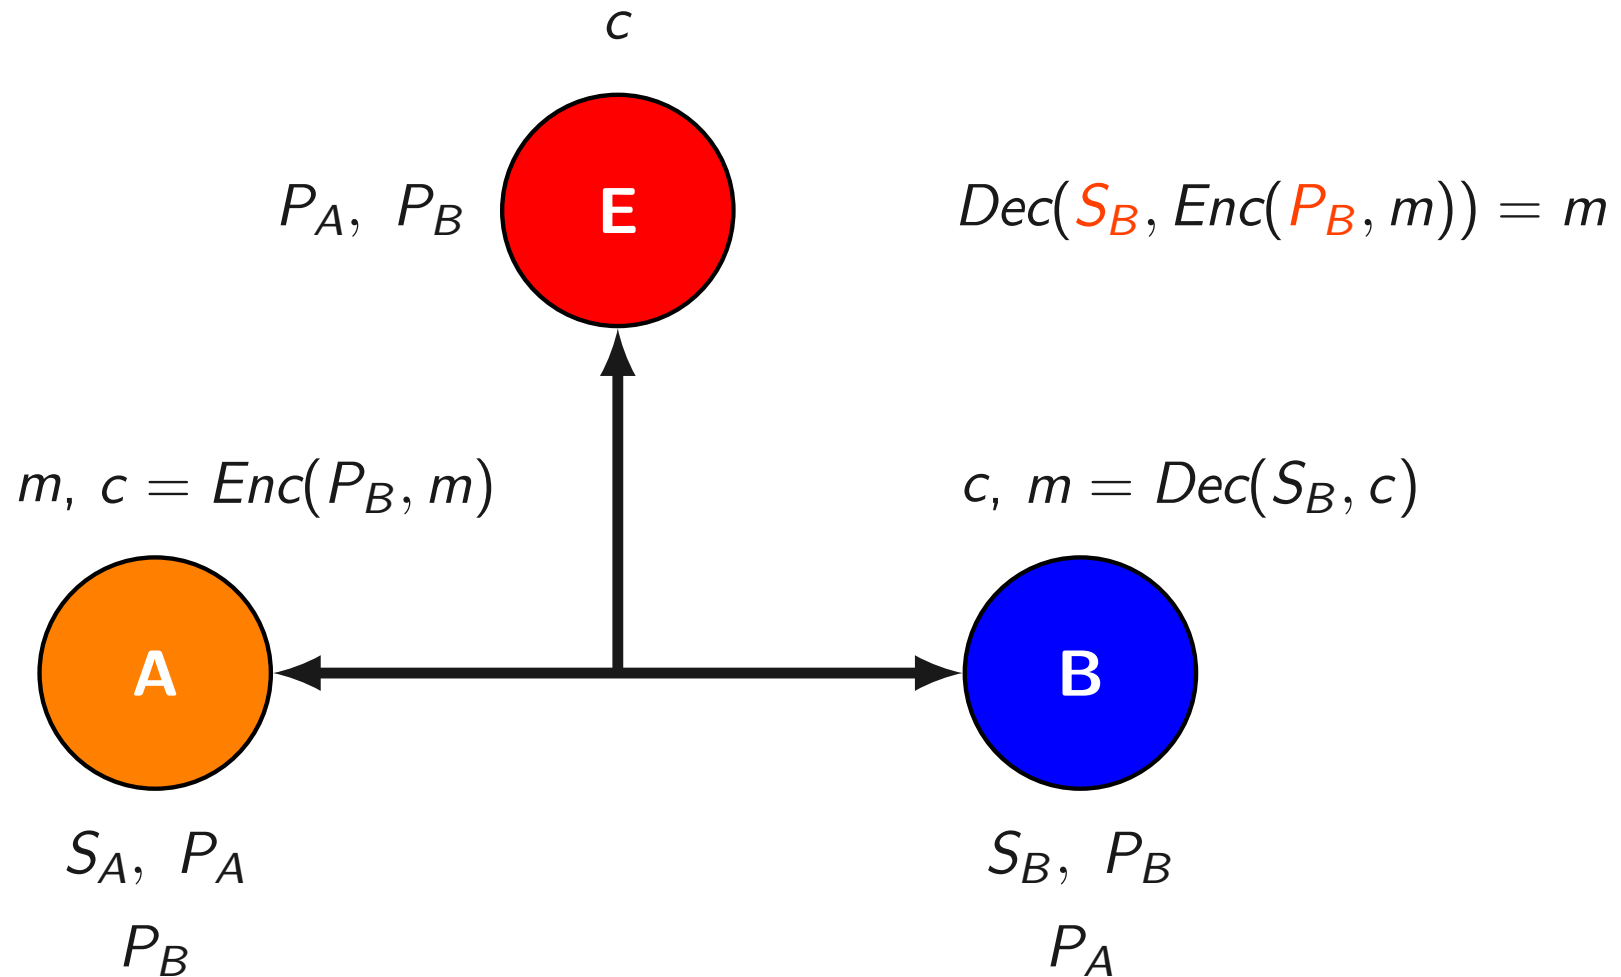 c
P_A, P_B
E
Dec(S_B, Enc(P_B, m)) = m
m, c = Enc(P_B, m)
c, m = Dec(S_B, c)
A
B
S_A, P_A
S_B, P_B
P_B
P_A